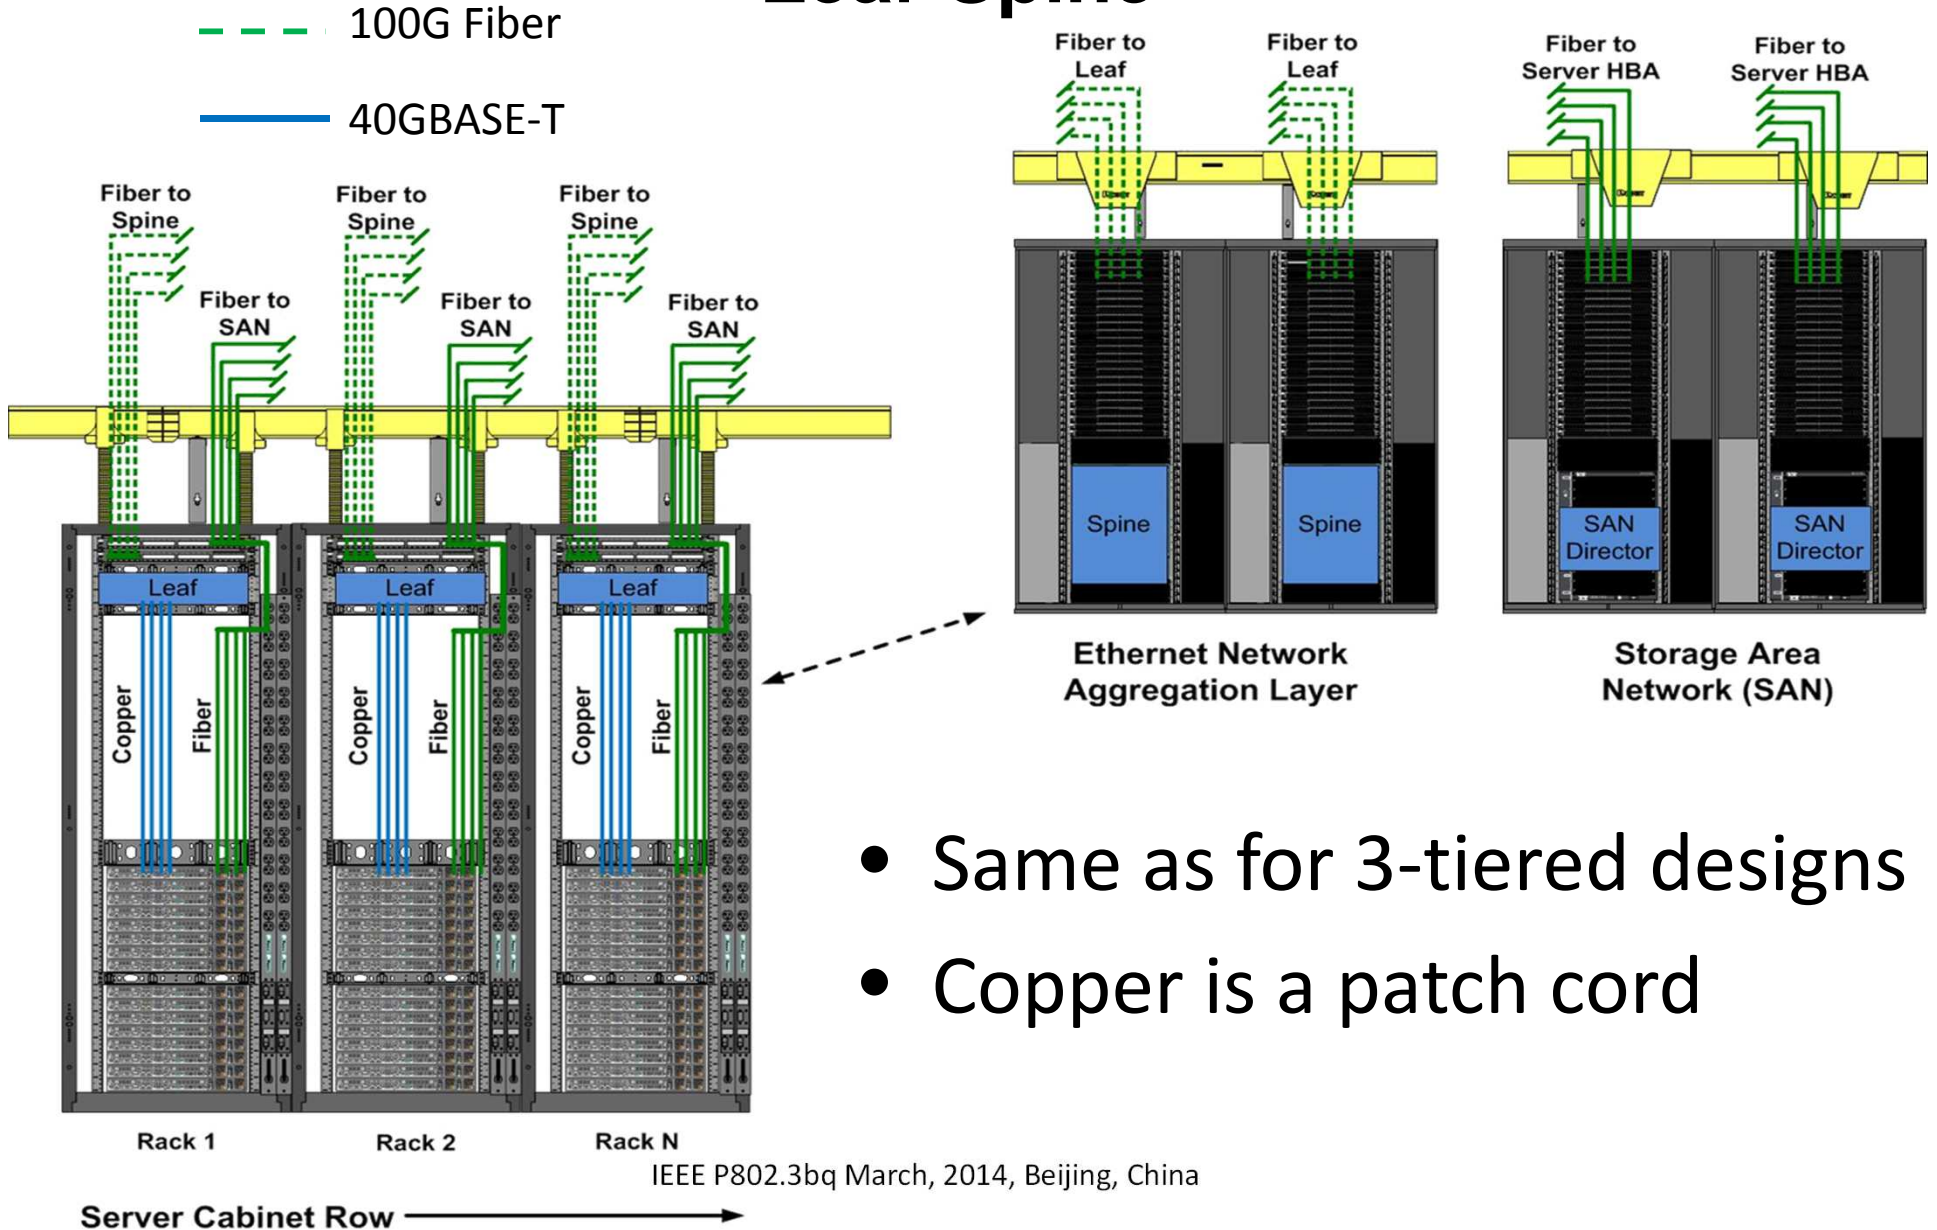 Leaf-Spine
100G Fiber
40GBASE-T
Fiber to
Spine
Fiber to
SAN
Fiber to
Spine
Fiber to
SAN
Fiber to
Spine
Fiber to
SAN
Leaf
Leaf
Leaf
Copper
Fiber
Copper
Fiber
Copper
Fiber
Rack 1
Rack 2
Rack N
Server Cabinet Row
Fiber to
Leaf
Fiber to
Leaf
Spine
Spine
Ethernet Network
Aggregation Layer
Fiber to
Server HBA
Fiber to
Server HBA
SAN
Director
SAN
Director
Storage Area
Network (SAN)
• Same as for 3-tiered designs
• Copper is a patch cord
IEEE P802.3bq March, 2014, Beijing, China